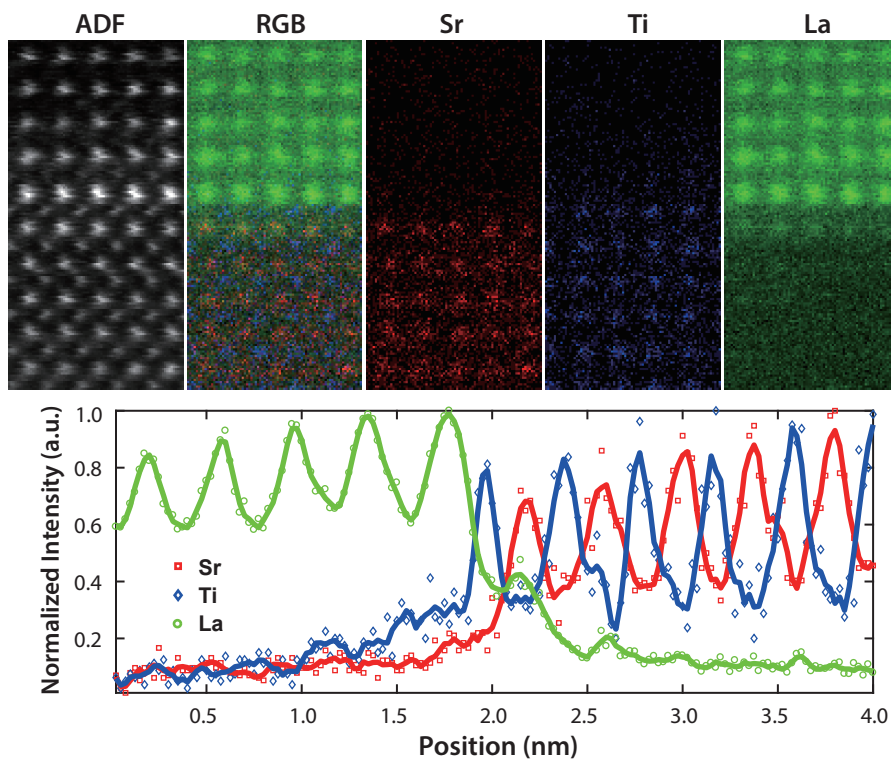 ADF RGB Sr Ti La
Normalized Intensity (a.u.)
1.0
0.8
0.6
0.4
0.2
Sr
Ti
La
0.5 1.0 1.5 2.0 2.5 3.0 3.5 4.0
Position (nm)